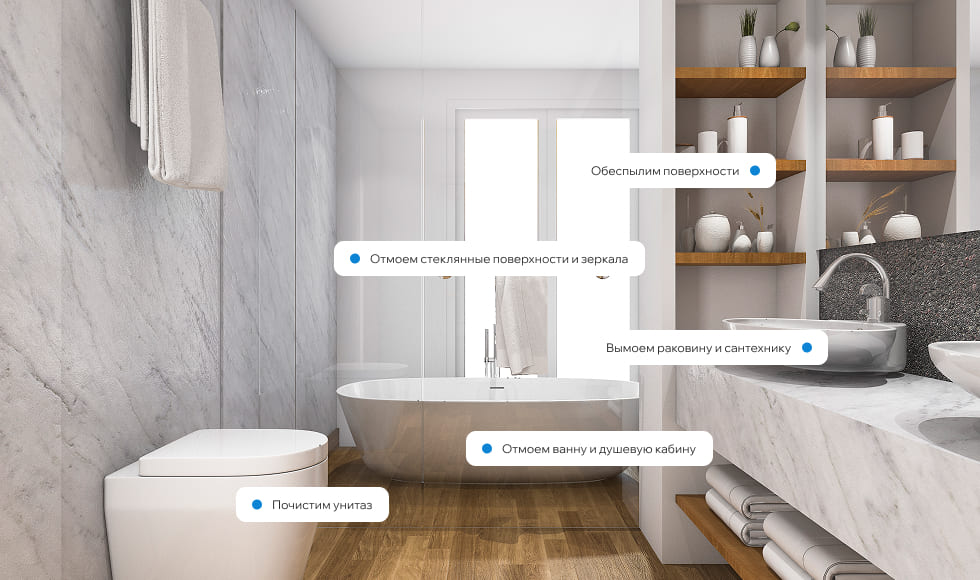 Обеспылим поверхности
Отмоем стеклянные поверхности и зеркала
Вымоем раковину и сантехнику
Отмоем ванну и душевую кабину
Почистим унитаз